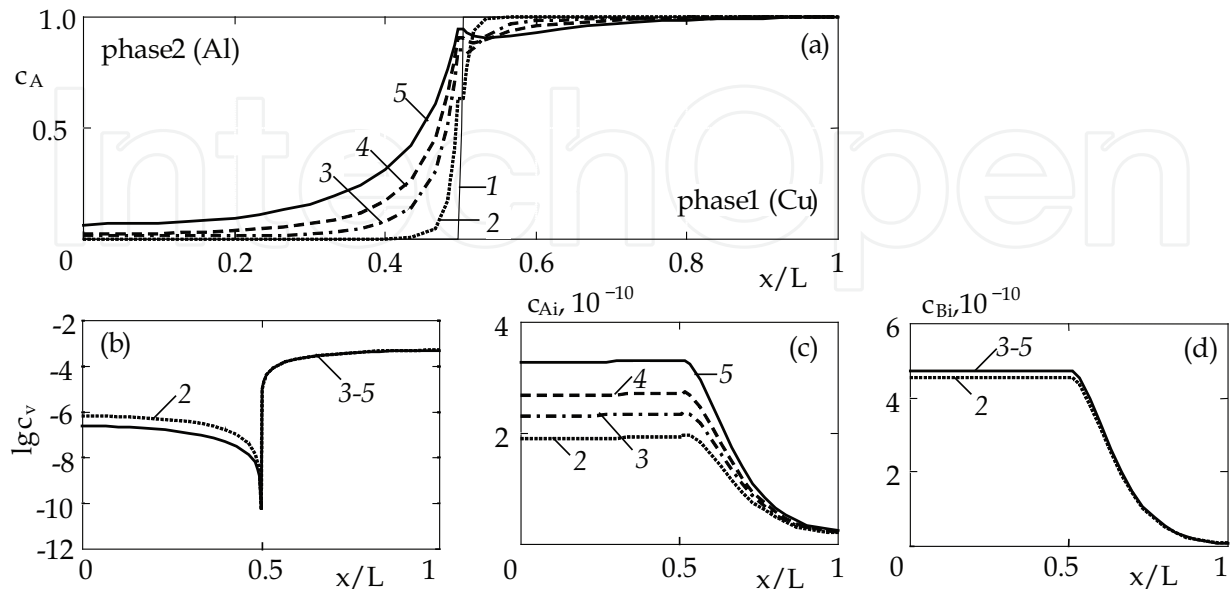 IntechOpen
1.0
phase2 (Al)
(a)
c_A
5
0.5
4
3
1
phase1 (Cu)
2
0
0.2
0.4
0.6
0.8
1
x/L
-2
(b)
-4
2
3-5
-6
lg c_v
-8
-10
-12
0
0.5
1
x/L
c_Ai, 10^−10
4
(c)
4
5
2
2
3
0
0.5
1
x/L
c_Bi, 10^−10
6
3-5
(d)
4
2
2
0
0
0.5
1
x/L